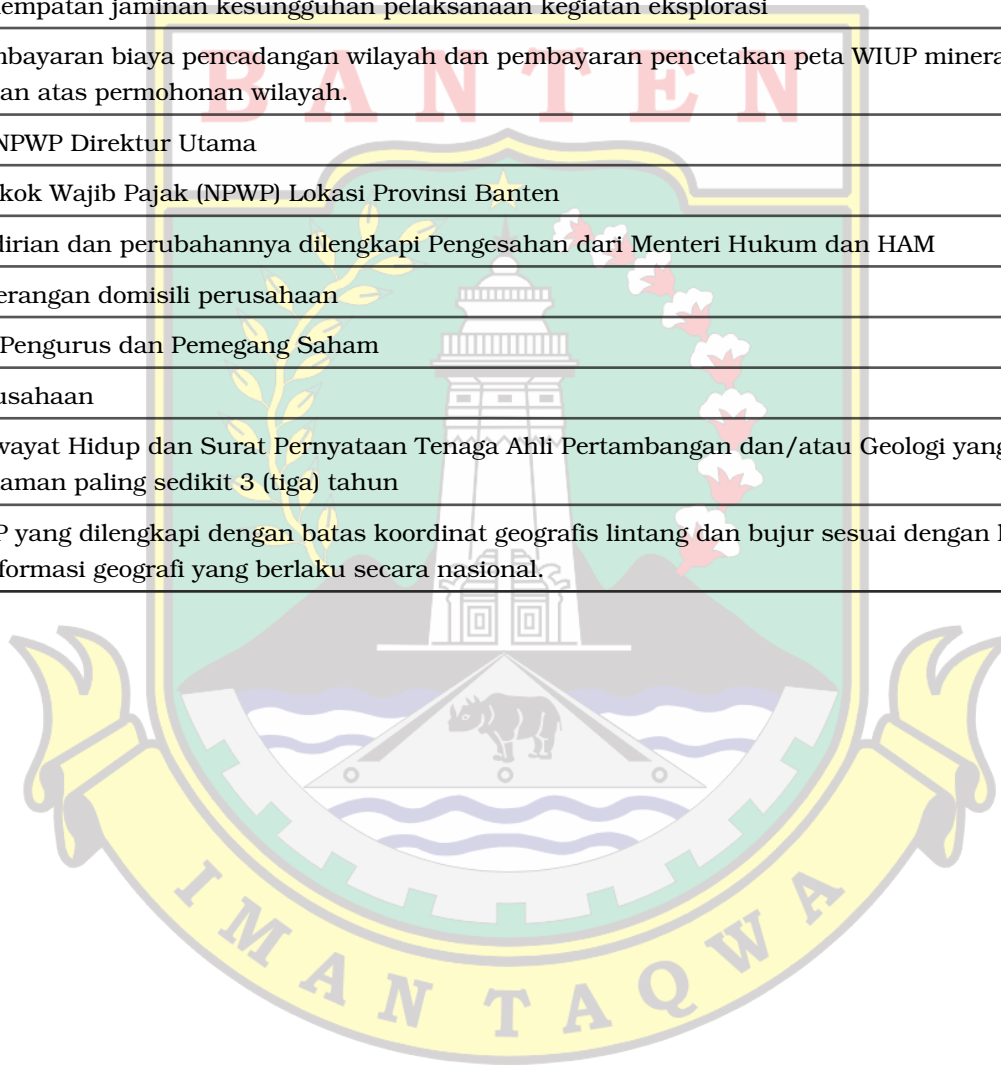 empatan jaminan kesungguhan pelaksanaan kegiatan eksplorasi
BANTEN
bayaran biaya pencadangan wilayah dan pembayaran pencetakan peta WIUP minera
an atas permohonan wilayah.
NPWP Direktur Utama
kok Wajib Pajak (NPWP) Lokasi Provinsi Banten
dirian dan perubahannya dilengkapi Pengesahan dari Menteri Hukum dan HAM
erangan domisili perusahaan
Pengurus dan Pemegang Saham
usahaan
wayat Hidup dan Surat Pernyataan Tenaga Ahli Pertambangan dan/atau Geologi yang
aman paling sedikit 3 (tiga) tahun
P yang dilengkapi dengan batas koordinat geografis lintang dan bujur sesuai dengan
formasi geografi yang berlaku secara nasional.
IMAN TAQWA